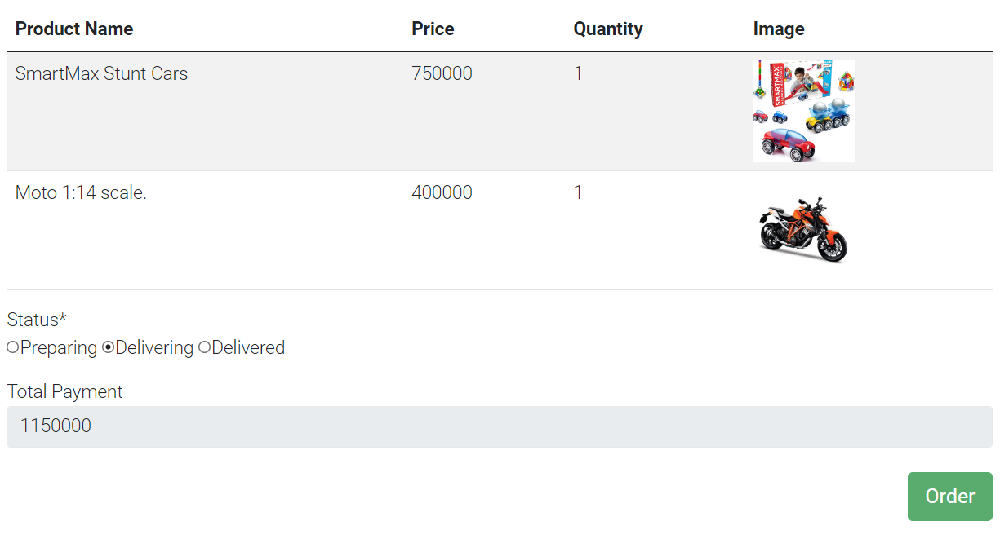 Product Name Price Quantity Image
SmartMax Stunt Cars 750000 1
SMARTMAX
Moto 1:14 scale. 400000 1
Status*
Preparing Delivering Delivered
Total Payment
1150000
Order